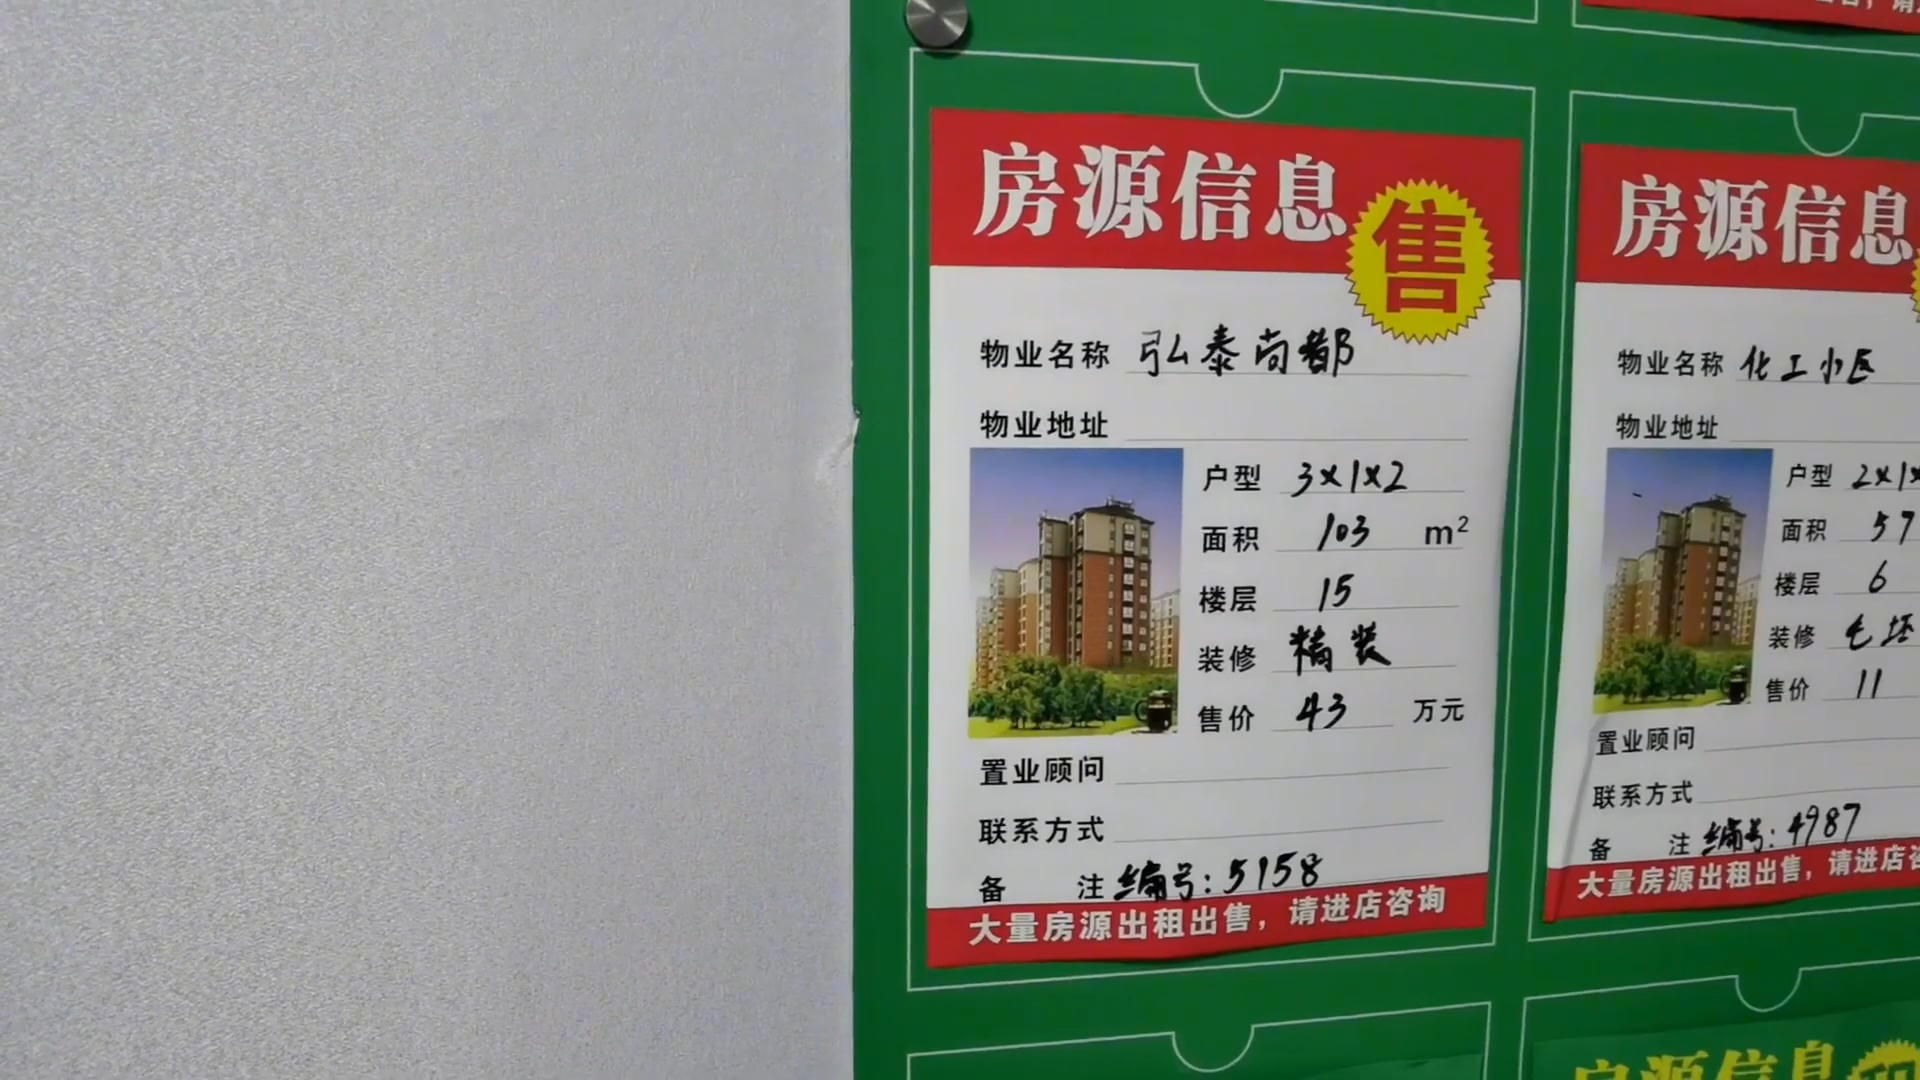 房源信息
售
物业名称 弘泰尚都
物业地址
户型 3x1x2
面积 103 m²
楼层 15
装修 精装
售价 43 万元
置业顾问
联系方式
备 注 编号:5158
大量房源出租出售，请进店咨询
房源信息
物业名称 化工小区
物业地址
户型 2x1x
面积 57
楼层 6
装修 毛坯
售价 11
置业顾问
联系方式
备 注 编号:4987
大量房源出租出售，请进店
房源信息